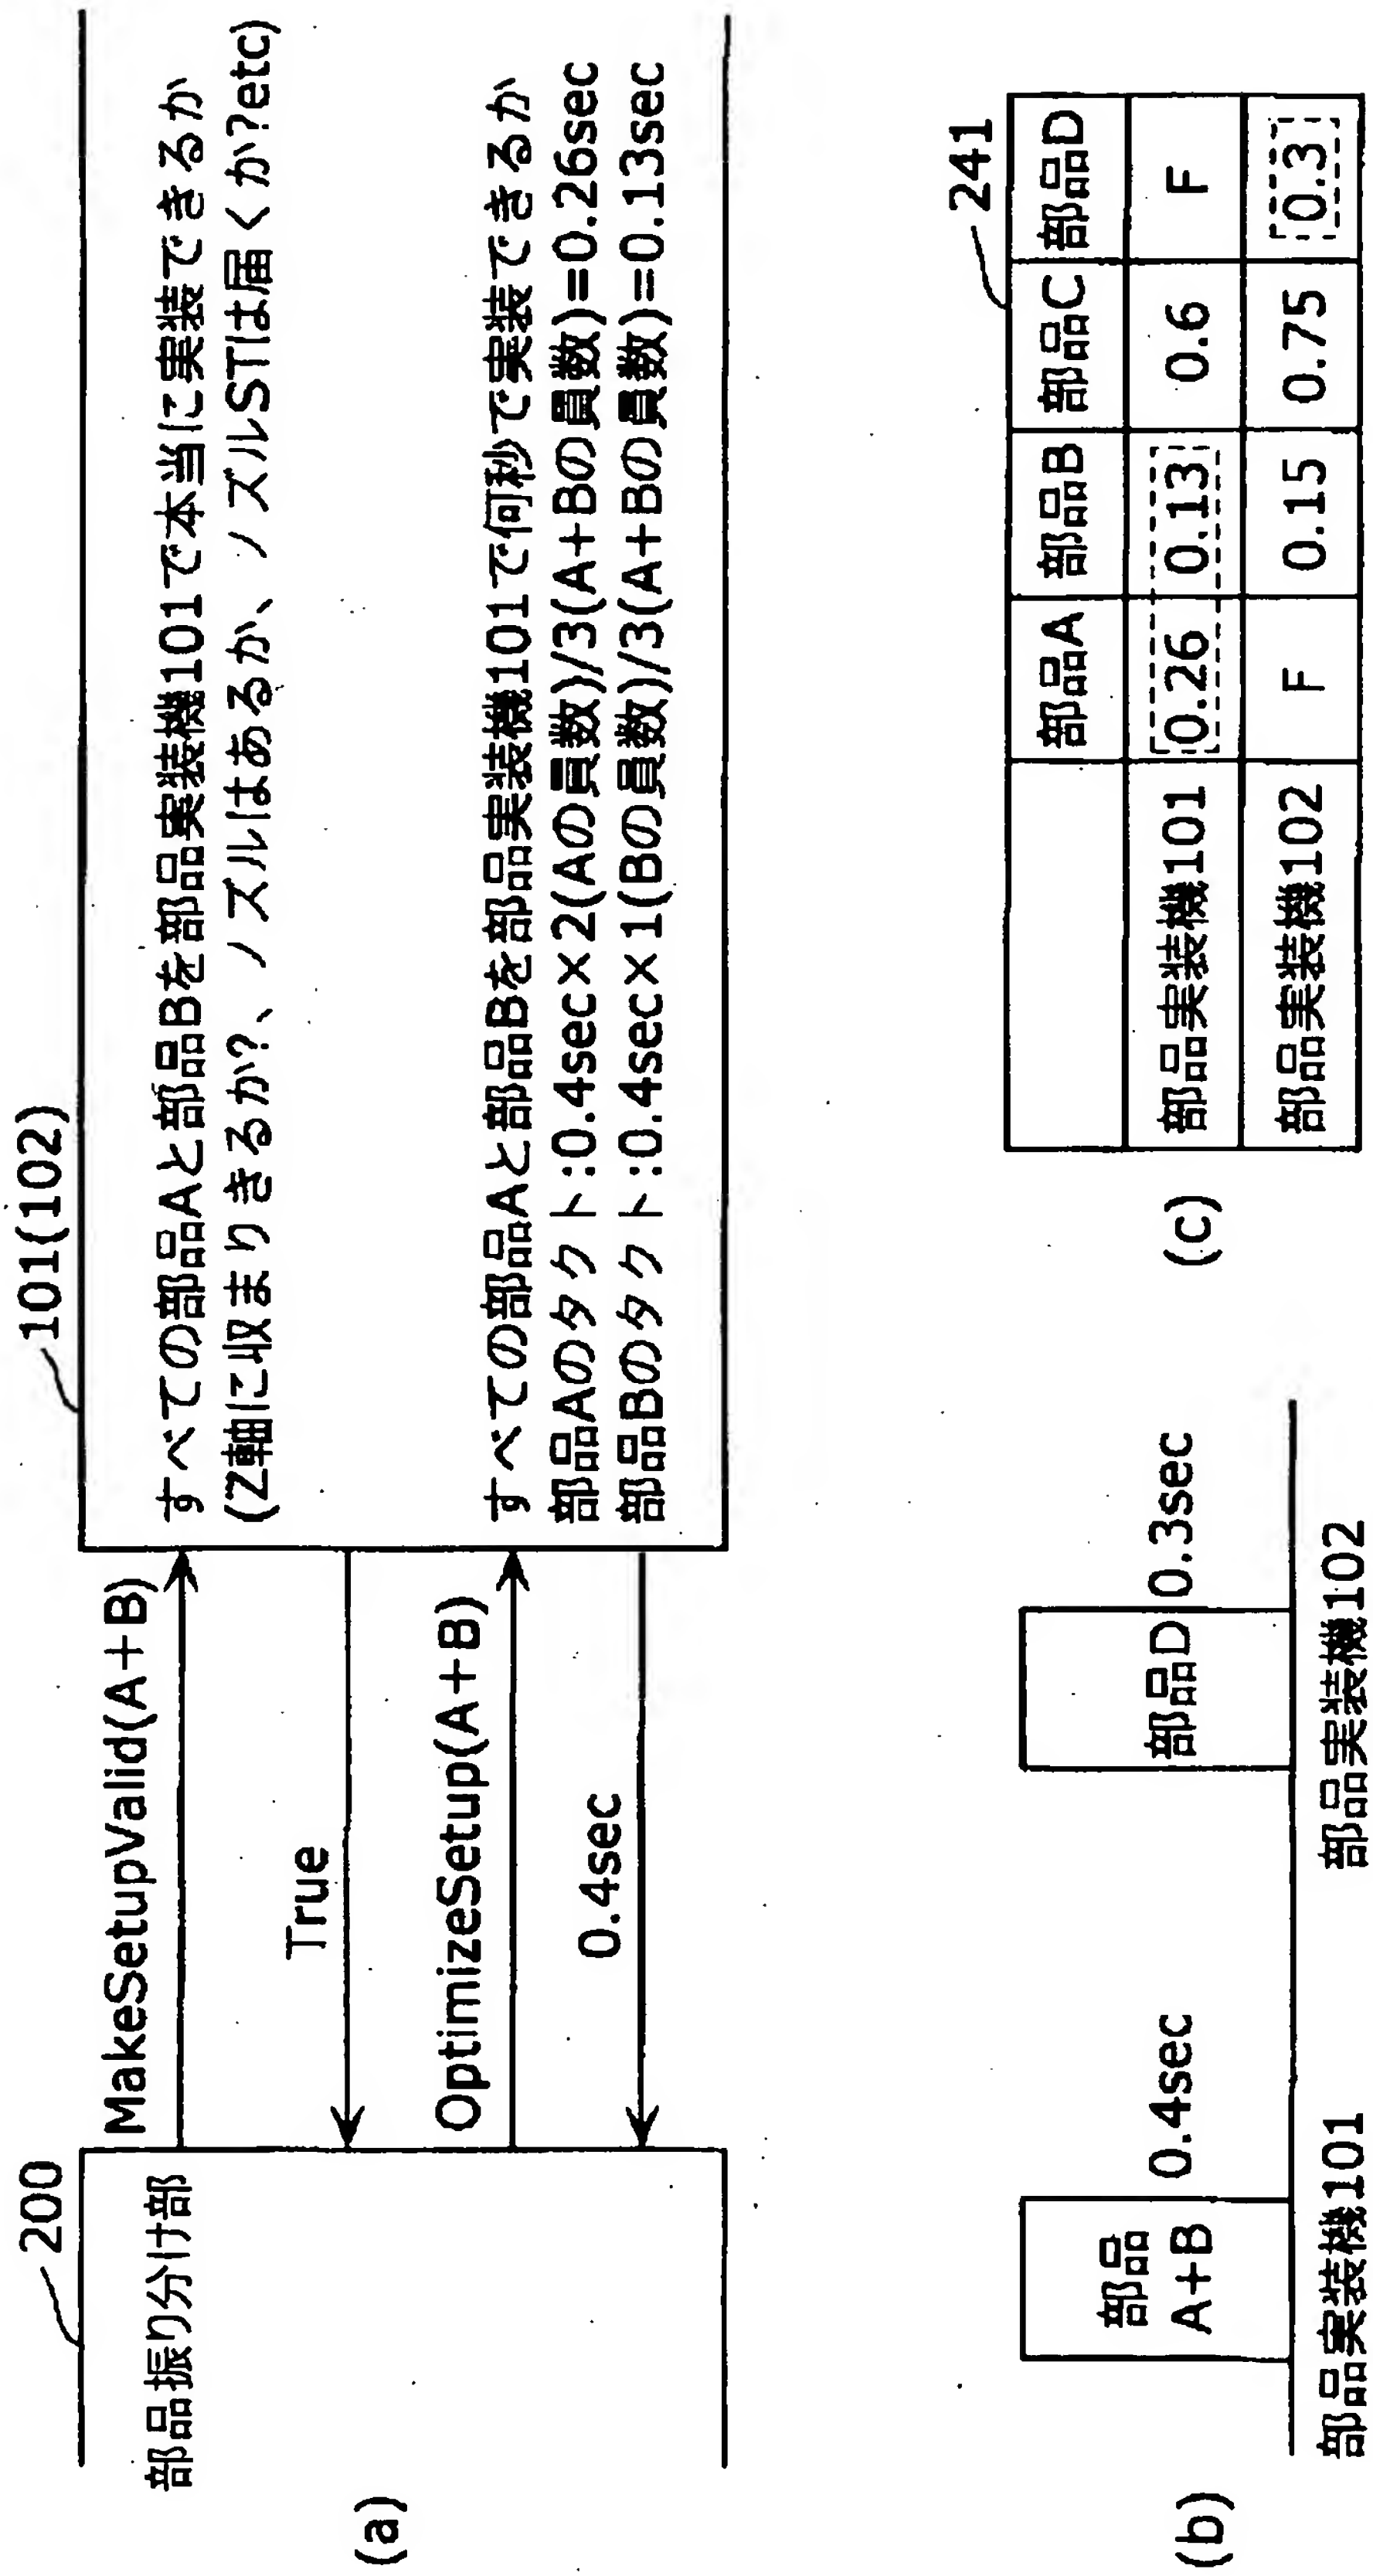 200
部品振り分け部
MakeSetupValid(A+B)
True
OptimizeSetup(A+B)
0.4sec
101(102)
すべての部品Aと部品Bを部品実装機101で本当に実装できるか
(Z軸に収まりきるか?、ノズルはあるか、ノズルSTは届くか?etc)
すべての部品Aと部品Bを部品実装機101で何秒で実装できるか
部品Aのタクト:0.4sec×2(Aの員数)/3(A+Bの員数)=0.26sec
部品Bのタクト:0.4sec×1(Bの員数)/3(A+Bの員数)=0.13sec
(a)
部品
A+B
0.4sec
部品D
0.3sec
部品実装機101
部品実装機102
(b)
241
部品A 部品B 部品C 部品D
部品実装機101 0.26 0.13 0.6 F
部品実装機102 F 0.15 0.75 0.3
(c)